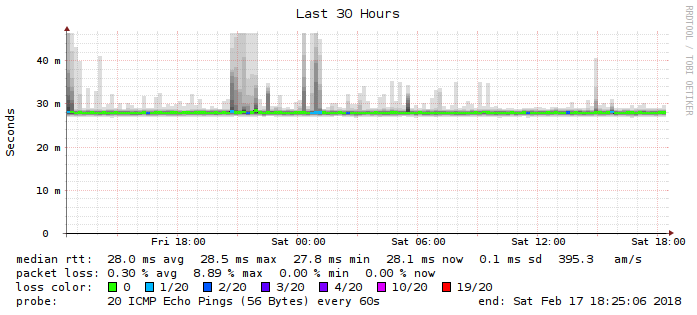 Last 30 Hours
RRDTOOL / TOBI OETIKER
Seconds
40 m
30 m
20 m
10 m
0
Fri 18:00 Sat 00:00 Sat 06:00 Sat 12:00 Sat 18:00
median rtt: 28.0 ms avg 28.5 ms max 27.8 ms min 28.1 ms now 0.1 ms sd 395.3 am/s
packet loss: 0.30 % avg 8.89 % max 0.00 % min 0.00 % now
loss color: 0 1/20 2/20 3/20 4/20 10/20 19/20
probe: 20 ICMP Echo Pings (56 Bytes) every 60s end: Sat Feb 17 18:25:06 2018